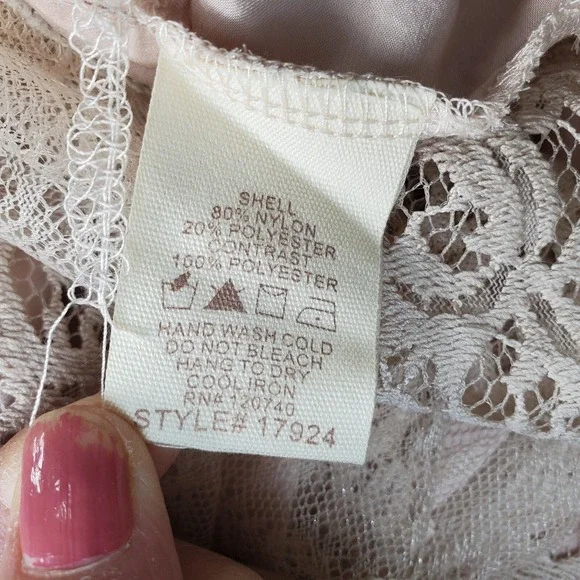 SHELL
80% NYLON
20% POLYESTER
CONTRAST
100% POLYESTER
HAND WASH COLD
DO NOT BLEACH
HANG TO DRY
COOL IRON
RN# 120740
STYLE# 17924